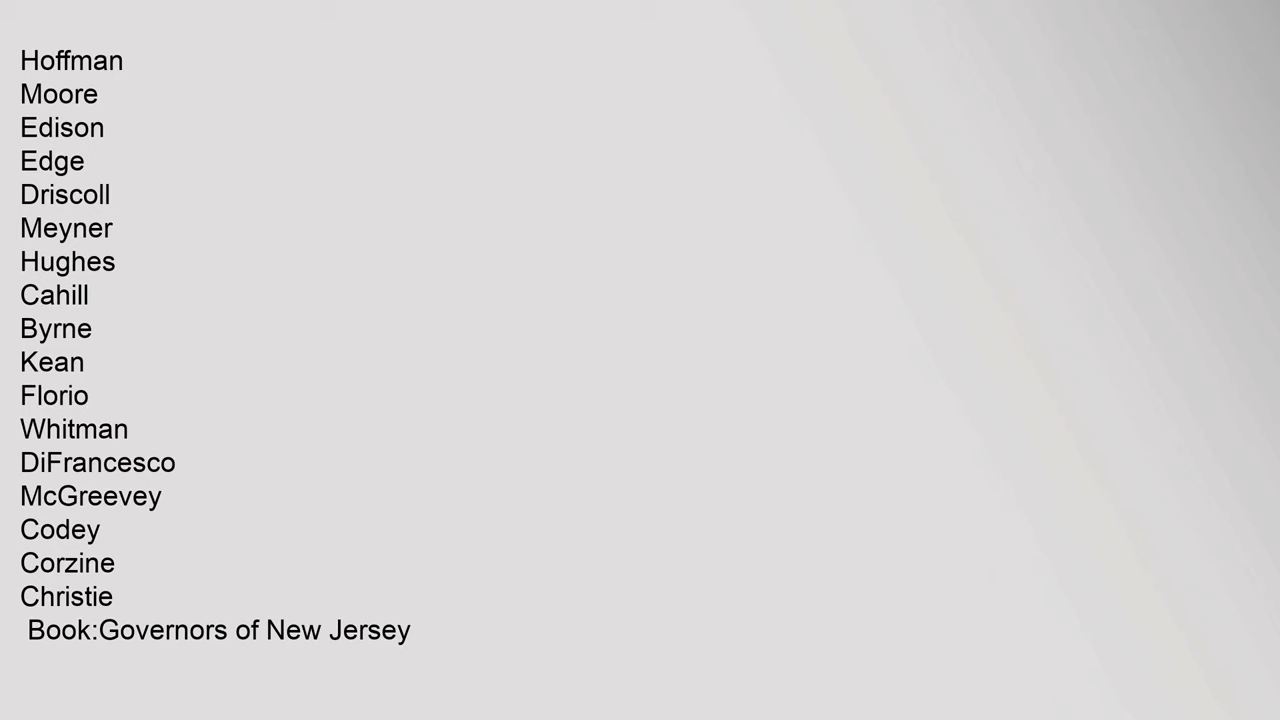 Hoffman
Moore
Edison
Edge
Driscoll
Meyner
Hughes
Cahill
Byrne
Kean
Florio
Whitman
DiFrancesco
McGreevey
Codey
Corzine
Christie
Book:Governors of New Jersey